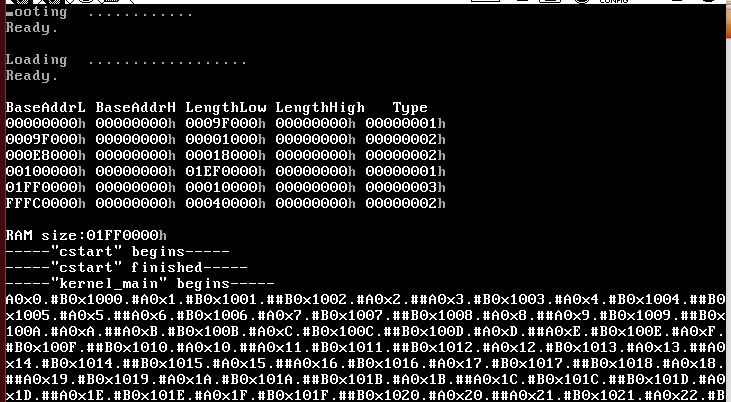 CONFIG
ooting ............
Ready.
Loading ..................
Ready.
BaseAddrL BaseAddrH LengthLow LengthHigh Type
00000000h 00000000h 0009F000h 00000000h 00000001h
0009F000h 00000000h 00001000h 00000000h 00000002h
000E8000h 00000000h 00018000h 00000000h 00000002h
00100000h 00000000h 01EF0000h 00000000h 00000001h
01FF0000h 00000000h 00010000h 00000000h 00000003h
FFFC0000h 00000000h 00040000h 00000000h 00000002h
RAM size:01FF0000h
-----"cstart" begins-----
-----"cstart" finished-----
-----"kernel_main" begins-----
A0x0.#B0x1000.#A0x1.#B0x1001.##B0x1002.#A0x2.##A0x3.#B0x1003.#A0x4.#B0x1004.##B0
x1005.#A0x5.##A0x6.#B0x1006.#A0x7.#B0x1007.##B0x1008.#A0x8.##A0x9.#B0x1009.##B0x
100A.#A0xA.##A0xB.#B0x100B.#A0xC.#B0x100C.##B0x100D.#A0xD.##A0xE.#B0x100E.#A0xF.
#B0x100F.##B0x1010.#A0x10.##A0x11.#B0x1011.##B0x1012.#A0x12.#B0x1013.#A0x13.##A0
x14.#B0x1014.##B0x1015.#A0x15.##A0x16.#B0x1016.#A0x17.#B0x1017.##B0x1018.#A0x18.
##A0x19.#B0x1019.#A0x1A.#B0x101A.##B0x101B.#A0x1B.##A0x1C.#B0x101C.##B0x101D.#A0
x1D.##A0x1E.#B0x101E.#A0x1F.#B0x101F.##B0x1020.#A0x20.##A0x21.#B0x1021.#A0x22.#B